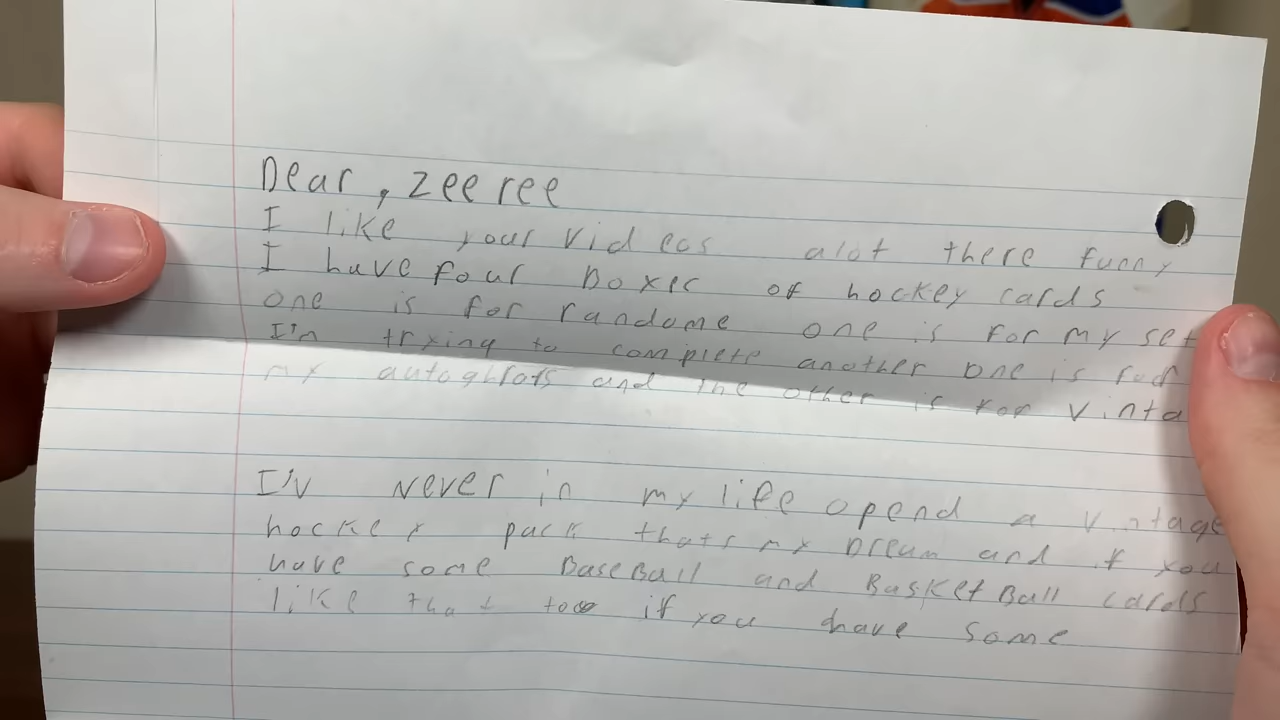 Dear, zeeree
I like your videos alot there funny
I have four Boxes of hockey cards
one is for randome one is for my set
I'm trying to complete another one is for
my autoghrots and the other is for vinta
I'v never in my life opend a vintage
hockey pack thats my Dream and if you
have some BaseBall and BasketBall cards
like that too if you have some